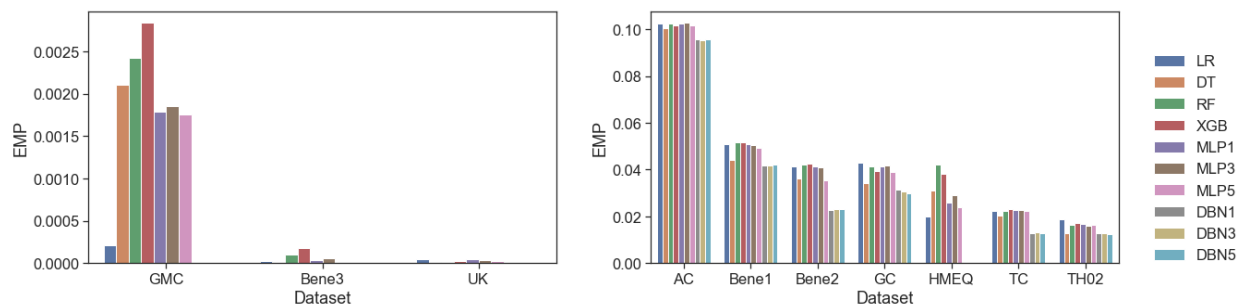 EMP
0.0025
0.0020
0.0015
0.0010
0.0005
0.0000
GMC Bene3 UK
Dataset
EMP
0.10
0.08
0.06
0.04
0.02
0.00
AC Bene1 Bene2 GC HMEQ TC TH02
Dataset
LR
DT
RF
XGB
MLP1
MLP3
MLP5
DBN1
DBN3
DBN5